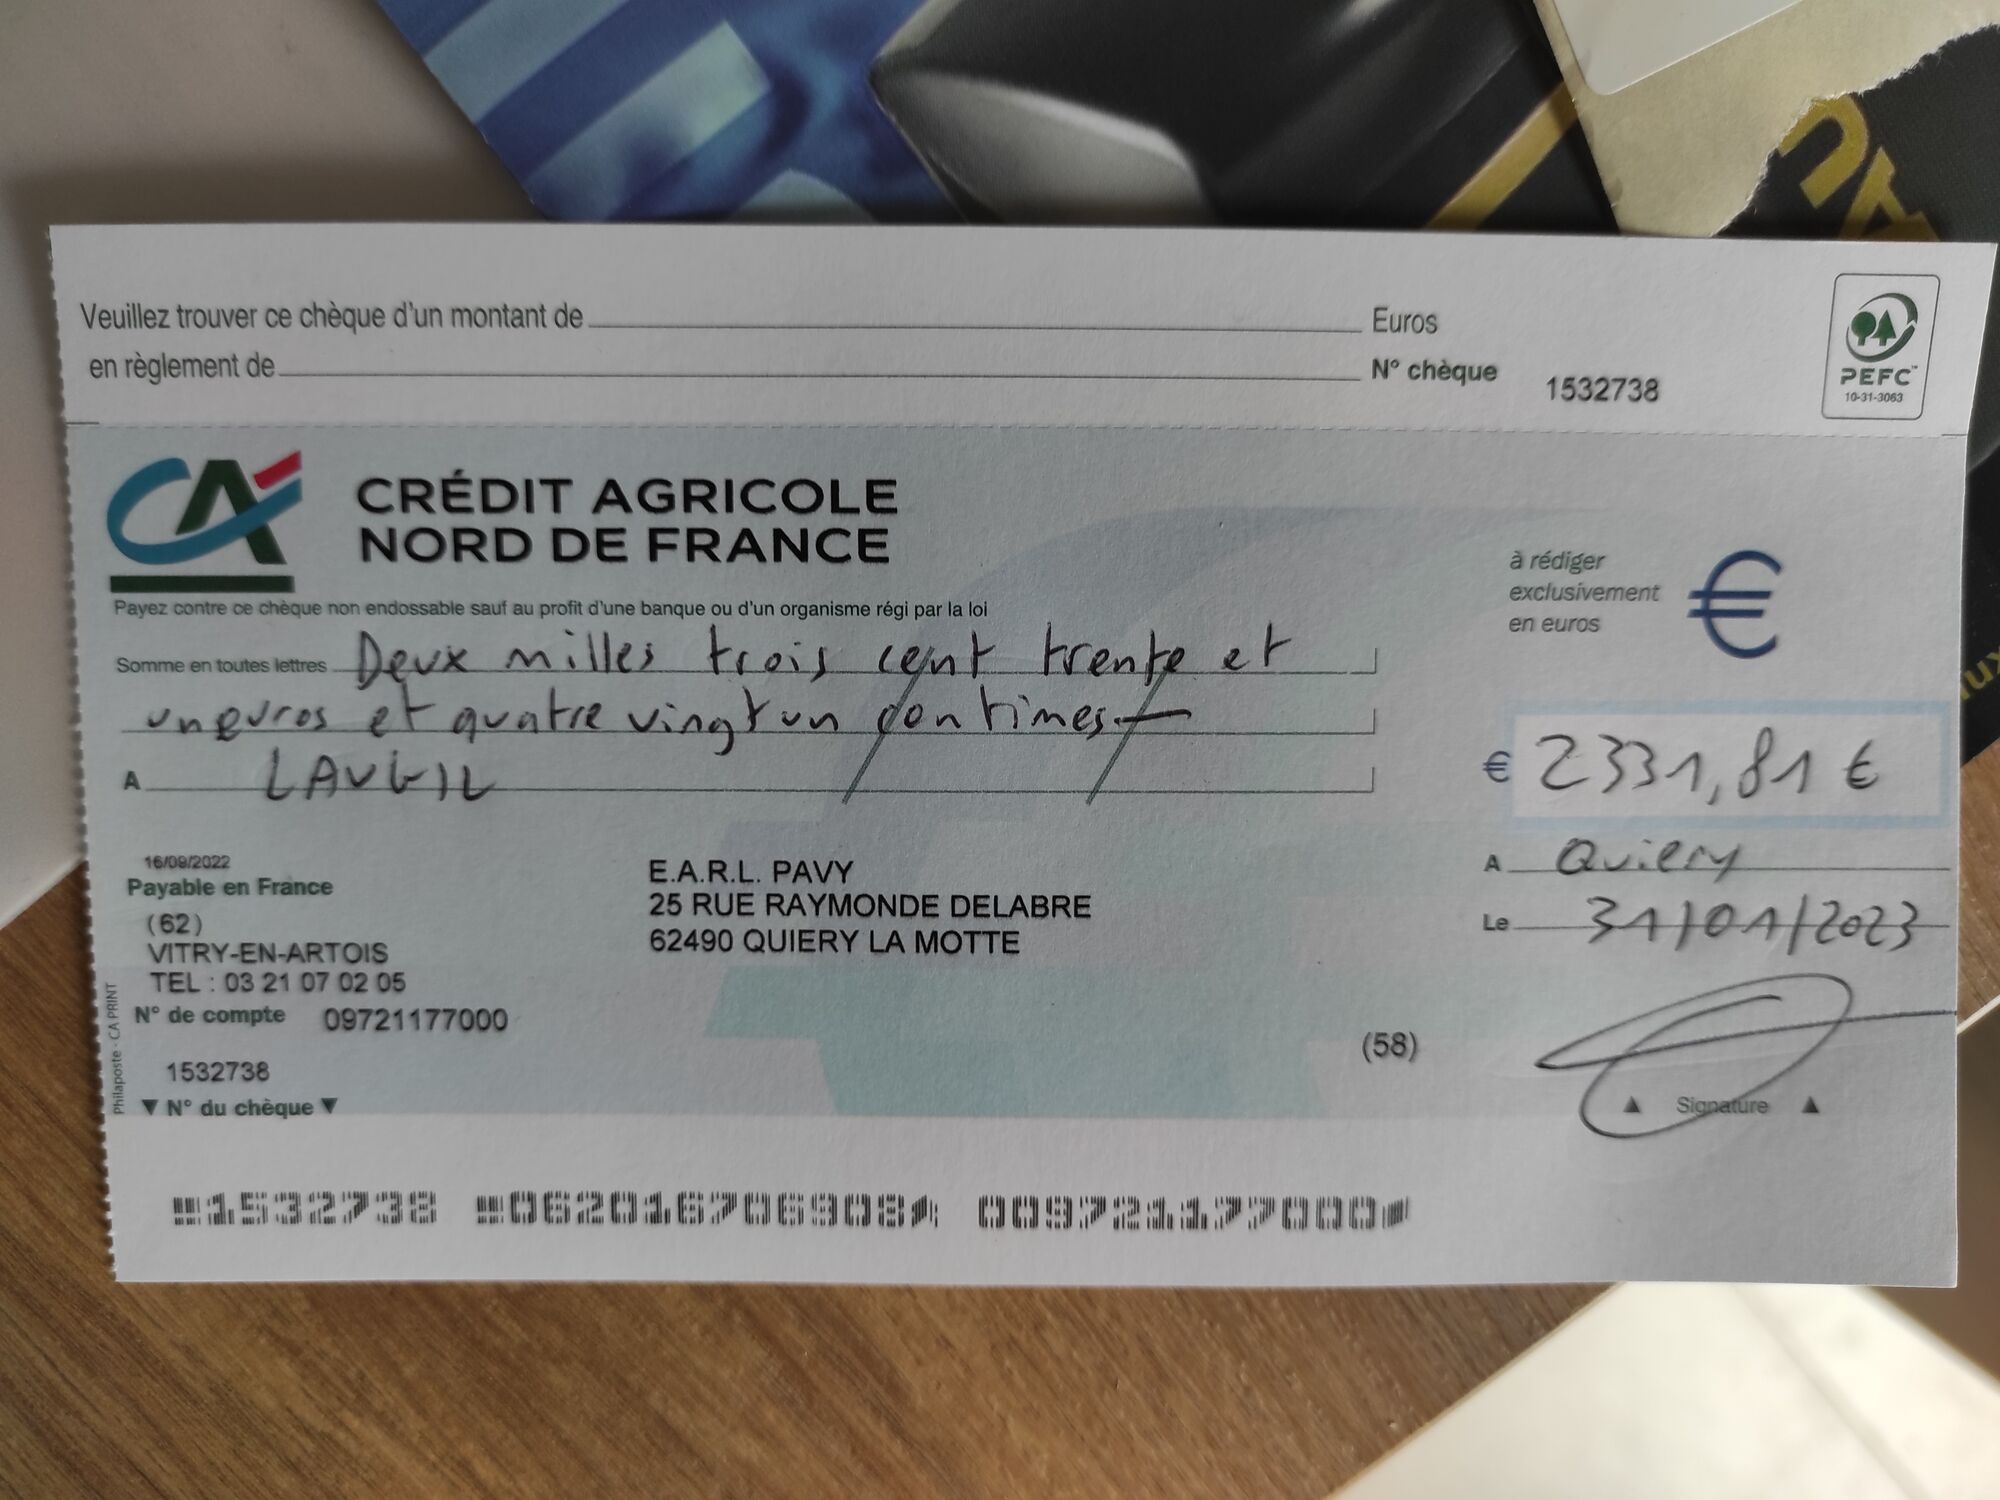 Veuillez trouver ce chèque d'un montant de Euros
en règlement de N° chèque 1532738
PEFC™
10-31-3063
CA
CRÉDIT AGRICOLE
NORD DE FRANCE
Payez contre ce chèque non endossable sauf au profit d'une banque ou d'un organisme régi par la loi
à rédiger
exclusivement
en euros
€
Somme en toutes lettres Deux milles trois cent trente et
un euros et quatre vingt un centimes
€ 2331,81 €
A LAUGIL
A Quiery
Le 31/01/2023
16/09/2022
Payable en France
(62)
VITRY-EN-ARTOIS
TEL : 03 21 07 02 05
N° de compte 09721177000
E.A.R.L. PAVY
25 RUE RAYMONDE DELABRE
62490 QUIERY LA MOTTE
(58)
1532738
▼ N° du chèque ▼
▲ Signature ▲
Philaposte - CA PRINT
1532738 062016706908 009721177000